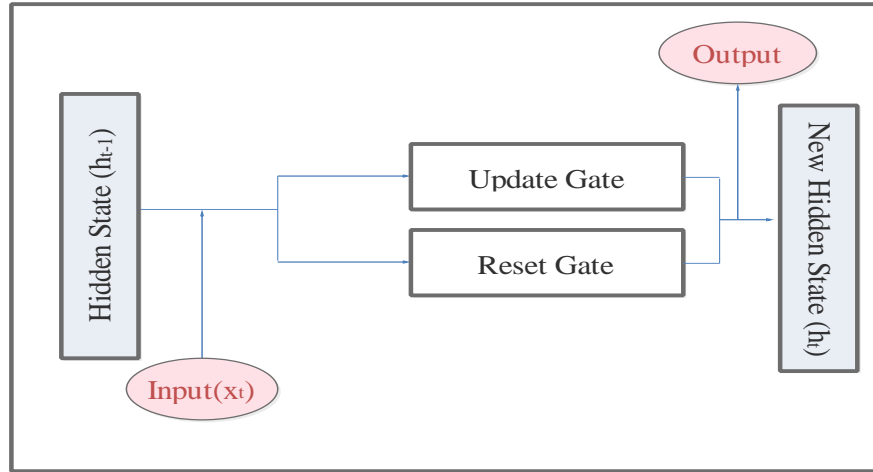 Output
Hidden State (ht-1)
Update Gate
Reset Gate
New Hidden State (ht)
Input(xt)